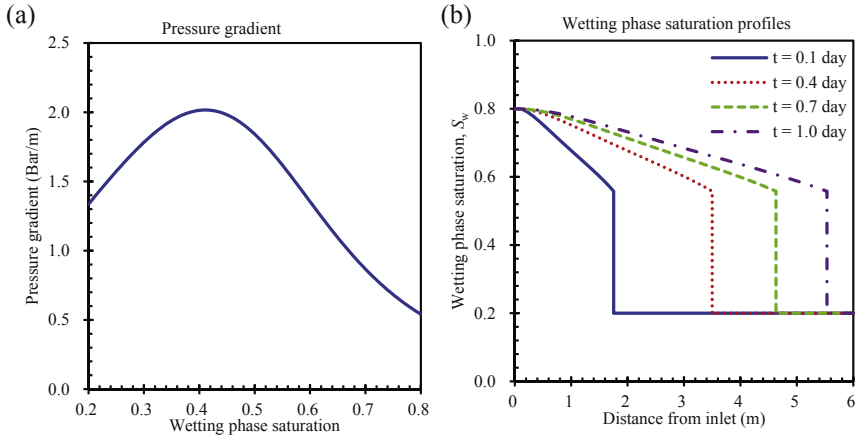 (a)
Pressure gradient
Pressure gradient (Bar/m)
2.5
2.0
1.5
1.0
0.5
0.0
0.2 0.3 0.4 0.5 0.6 0.7 0.8
Wetting phase saturation
(b)
Wetting phase saturation profiles
Wetting phase saturation, Sw
1.0
0.8
0.6
0.4
0.2
0.0
t = 0.1 day
t = 0.4 day
t = 0.7 day
t = 1.0 day
0 1 2 3 4 5 6
Distance from inlet (m)